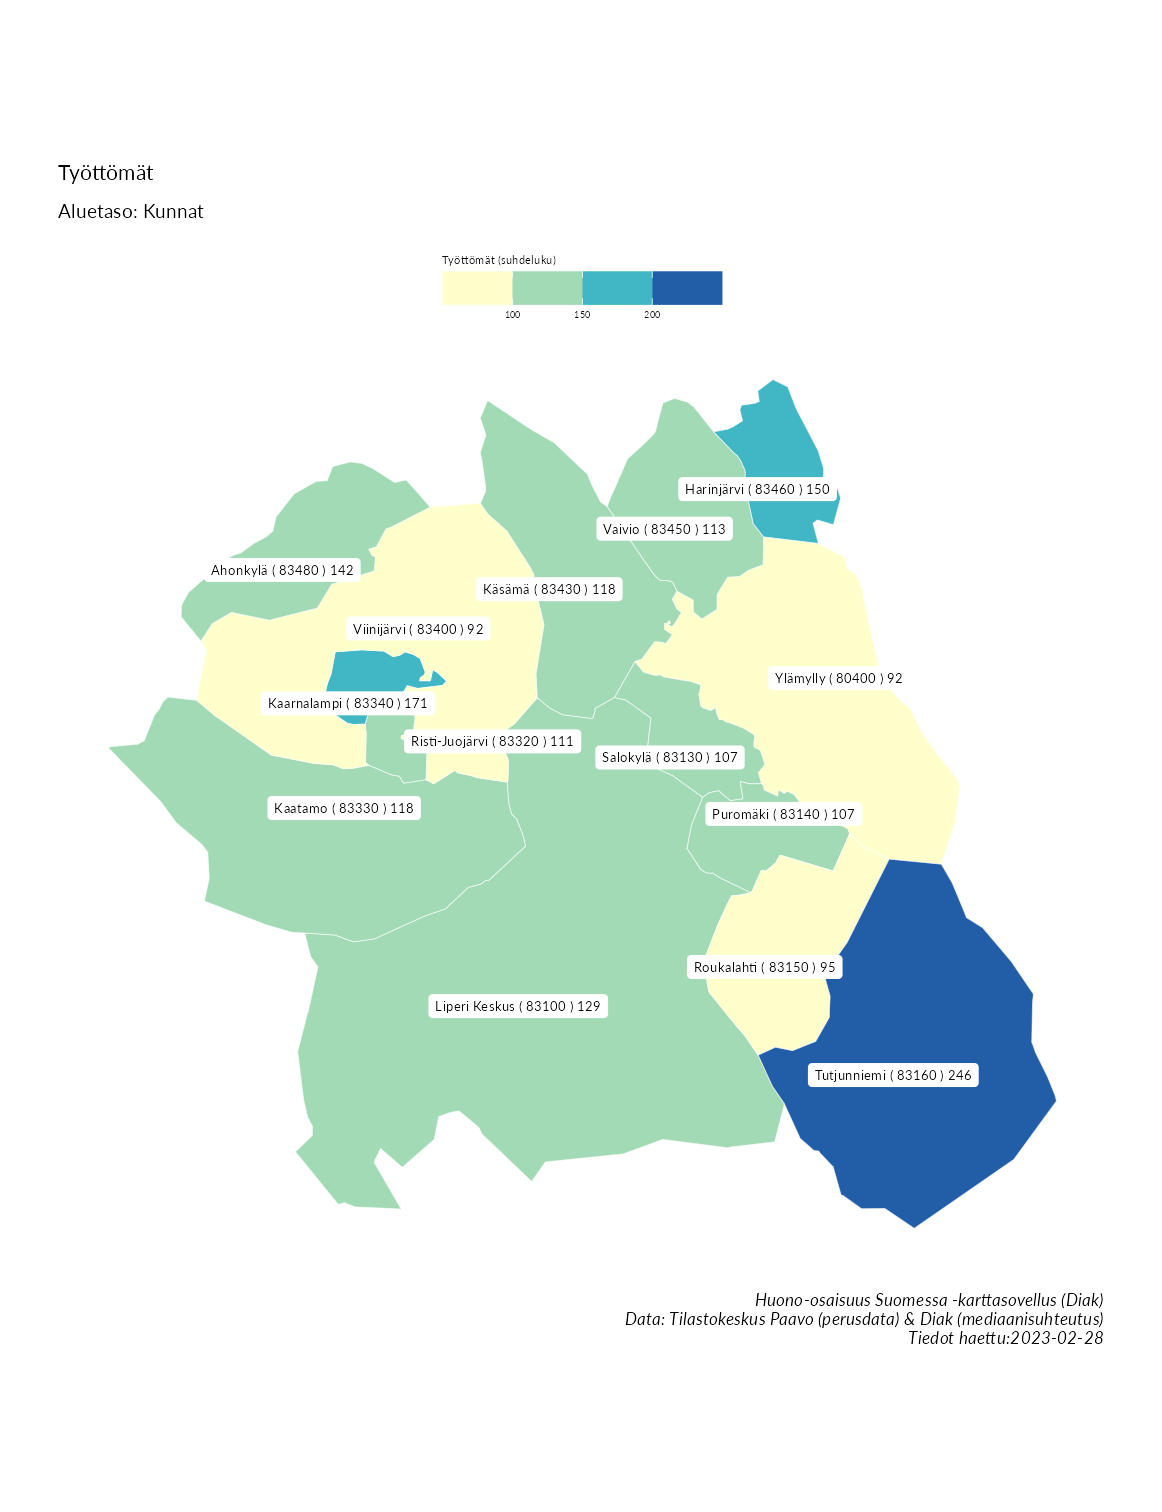 Työttömät
Aluetaso: Kunnat
Työttömät (suhdeluku)
100 150 200
Harinjärvi ( 83460 ) 150
Vaivio ( 83450 ) 113
Ahonkylä ( 83480 ) 142
Käsämä ( 83430 ) 118
Viinijärvi ( 83400 ) 92
Ylämylly ( 80400 ) 92
Kaarnalampi ( 83340 ) 171
Risti-Juojärvi ( 83320 ) 111
Salokylä ( 83130 ) 107
Kaatamo ( 83330 ) 118
Puromäki ( 83140 ) 107
Roukalahti ( 83150 ) 95
Liperi Keskus ( 83100 ) 129
Tutjunniemi ( 83160 ) 246
Huono-osaisuus Suomessa -karttasovellus (Diak)
Data: Tilastokeskus Paavo (perusdata) & Diak (mediaanisuhteutus)
Tiedot haettu:2023-02-28